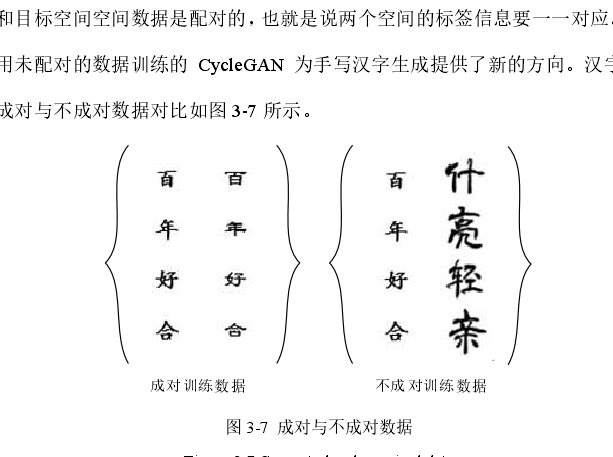 和目标空间空间数据是配对的，也就是说两个空间的标签信息要一一对应。
用未配对的数据训练的 CycleGAN 为手写汉字生成提供了新的方向。汉字
成对与不成对数据对比如图3-7 所示。
百 百 百 什
年 年 年 亮
好 好 好 轻
合 合 合 亲
成对训练数据 不成对训练数据
图 3-7 成对与不成对数据